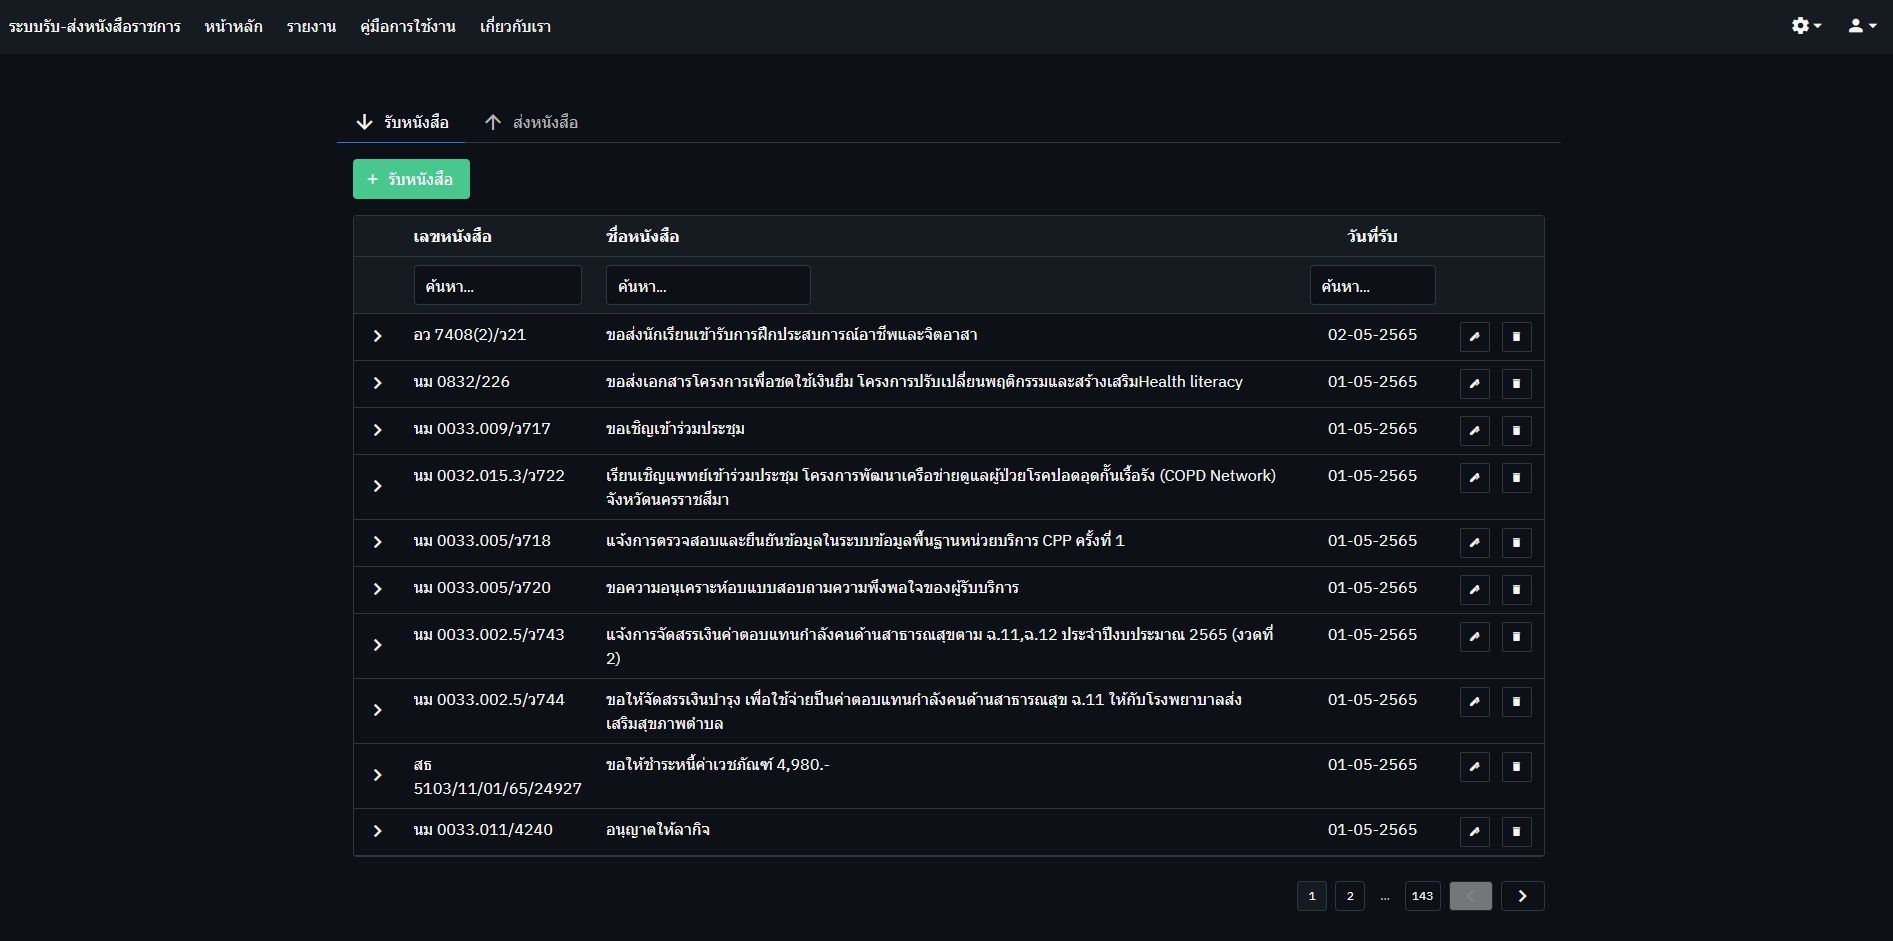 ระบบรับ-ส่งหนังสือราชการ หน้าหลัก รายงาน คู่มือการใช้งาน เกี่ยวกับเรา
รับหนังสือ ส่งหนังสือ
+ รับหนังสือ
เลขหนังสือ ชื่อหนังสือ วันที่รับ
ค้นหา... ค้นหา... ค้นหา...
อว 7408(2)/ว21 ขอส่งนักเรียนเข้ารับการฝึกประสบการณ์อาชีพและจิตอาสา 02-05-2565
นม 0832/226 ขอส่งเอกสารโครงการเพื่อชดใช้เงินยืม โครงการปรับเปลี่ยนพฤติกรรมและสร้างเสริมHealth literacy 01-05-2565
นม 0033.009/ว717 ขอเชิญเข้าร่วมประชุม 01-05-2565
นม 0032.015.3/ว722 เรียนเชิญแพทย์เข้าร่วมประชุม โครงการพัฒนาเครือข่ายดูแลผู้ป่วยโรคปอดอุดกั้นเรื้อรัง (COPD Network) 01-05-2565
จังหวัดนครราชสีมา
นม 0033.005/ว718 แจ้งการตรวจสอบและยืนยันข้อมูลในระบบข้อมูลพื้นฐานหน่วยบริการ CPP ครั้งที่ 1 01-05-2565
นม 0033.005/ว720 ขอความอนุเคราะห์อบแบบสอบถามความพึงพอใจของผู้รับบริการ 01-05-2565
นม 0033.002.5/ว743 แจ้งการจัดสรรเงินค่าตอบแทนกำลังคนด้านสาธารณสุขตาม ฉ.11,ฉ.12 ประจำปีงบประมาณ 2565 (งวดที่ 01-05-2565
2)
นม 0033.002.5/ว744 ขอให้จัดสรรเงินบำรุง เพื่อใช้จ่ายป็นค่าตอบแทนกำลังคนด้านสาธารณสุข ฉ.11 ให้กับโรงพยาบาลส่ง 01-05-2565
เสริมสุขภาพตำบล
สธ ขอให้ชำระหนี้ค่าเวชภัณฑ์ 4,980.- 01-05-2565
5103/11/01/65/24927
นม 0033.011/4240 อนุญาตให้ลากิจ 01-05-2565
1 2 ... 143